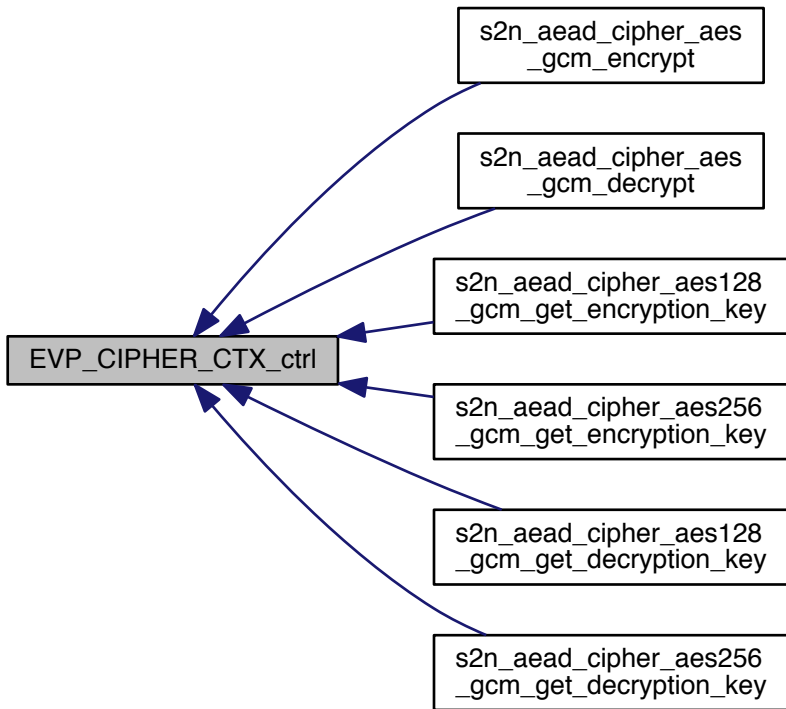 s2n_aead_cipher_aes
_gcm_encrypt
s2n_aead_cipher_aes
_gcm_decrypt
s2n_aead_cipher_aes128
_gcm_get_encryption_key
EVP_CIPHER_CTX_ctrl
s2n_aead_cipher_aes256
_gcm_get_encryption_key
s2n_aead_cipher_aes128
_gcm_get_decryption_key
s2n_aead_cipher_aes256
_gcm_get_decryption_key